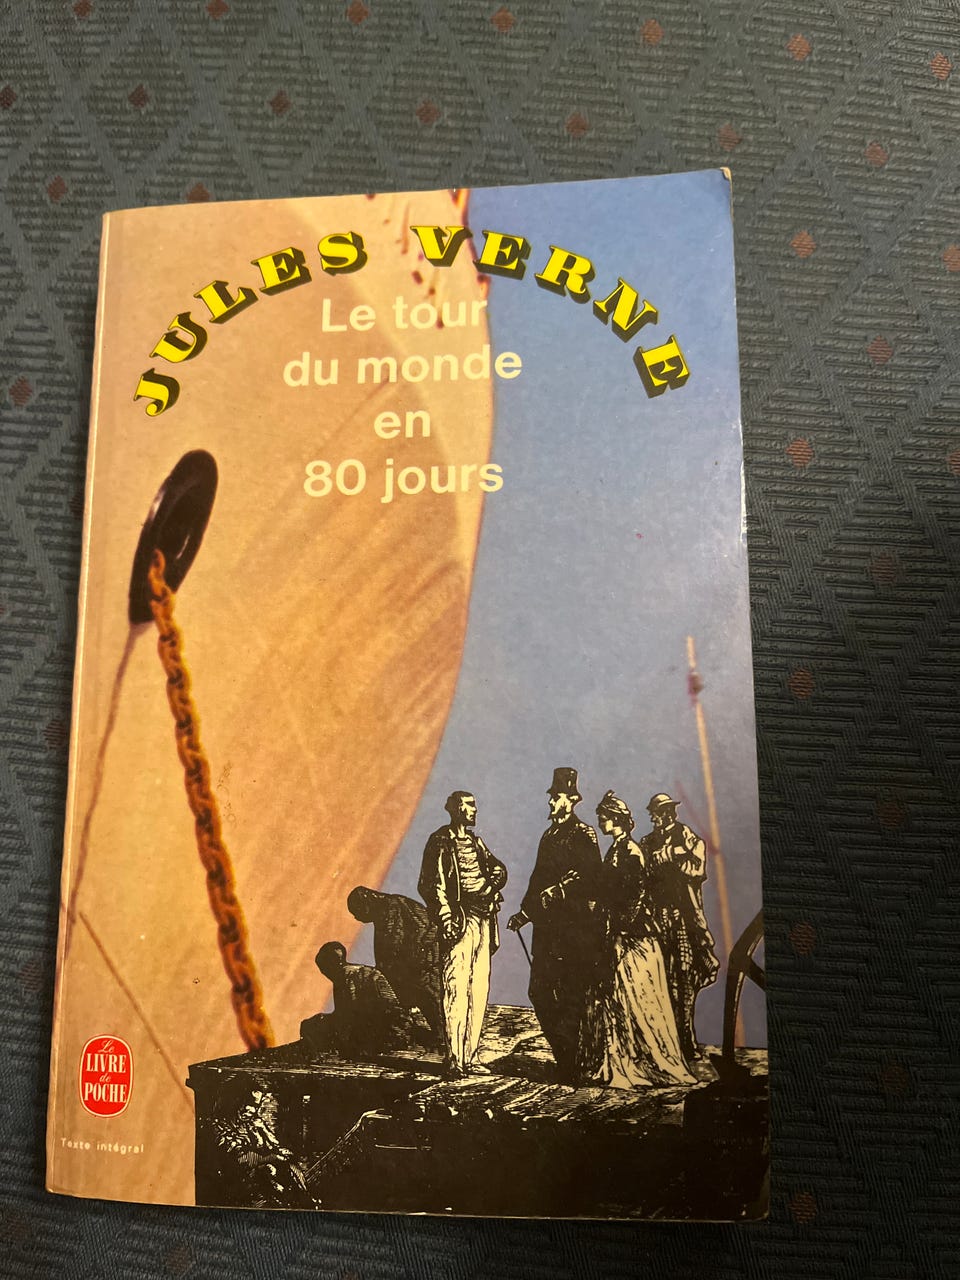 JULES VERNE
Le tour
du monde
en
80 jours
Le
LIVRE
de
POCHE
Texte intégral